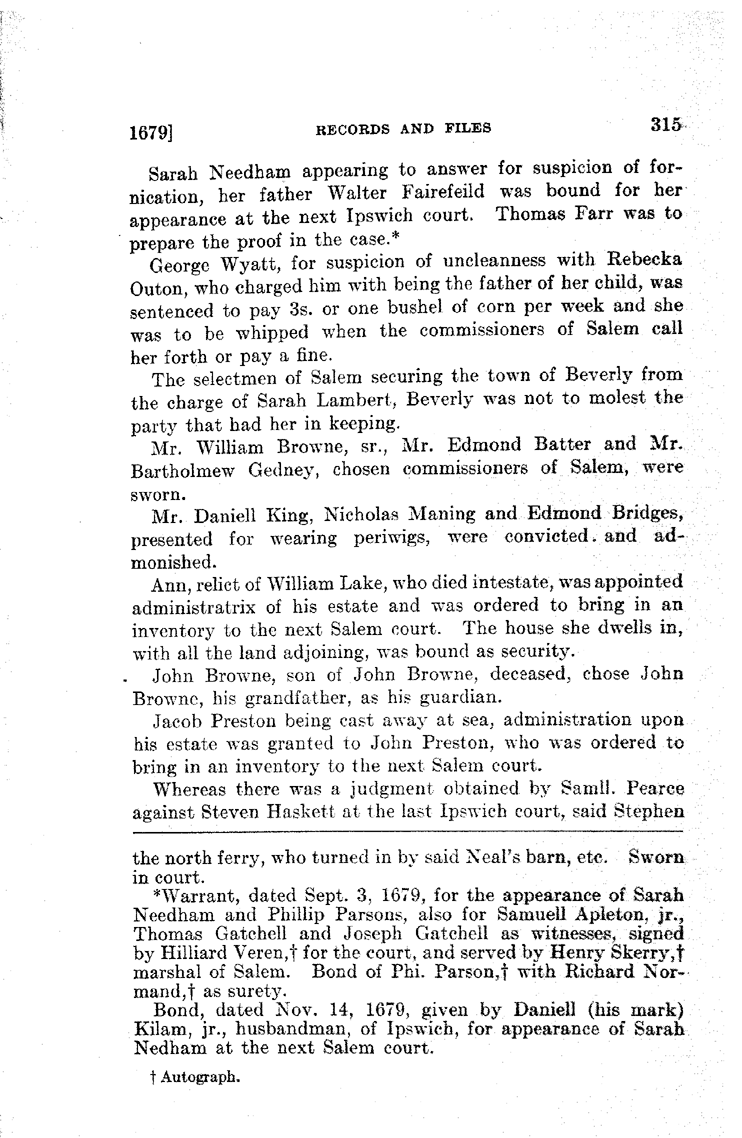 1679] RECORDS AND FILES 315
Sarah Needham appearing to answer for suspicion of for-
nication, her father Walter Fairefeild was bound for her
appearance at the next Ipswich court. Thomas Farr was to
prepare the proof in the case.*
George Wyatt, for suspicion of uncleanness with Rebecka
Outon, who charged him with being the father of her child, was
sentenced to pay 3s. or one bushel of corn per week and she
was to be whipped when the commissioners of Salem call
her forth or pay a fine.
The selectmen of Salem securing the town of Beverly from
the charge of Sarah Lambert, Beverly was not to molest the
party that had her in keeping.
Mr. William Browne, sr., Mr. Edmond Batter and Mr.
Bartholmew Gedney, chosen commissioners of Salem, were
sworn.
Mr. Daniell King, Nicholas Maning and Edmond Bridges,
presented for wearing periwigs, were convicted. and ad-
monished.
Ann, relict of William Lake, who died intestate, was appointed
administratrix of his estate and was ordered to bring in an
inventory to the next Salem court. The house she dwells in,
with all the land adjoining, was bound as security.
John Browne, son of John Browne, deceased, chose John
Browne, his grandfather, as his guardian.
Jacob Preston being cast away at sea, administration upon
his estate was granted to John Preston, who was ordered to
bring in an inventory to the next Salem court.
Whereas there was a judgment obtained by Samll. Pearce
against Steven Haskett at the last Ipswich court, said Stephen
the north ferry, who turned in by said Neal's barn, etc. Sworn
in court.
*Warrant, dated Sept. 3, 1679, for the appearance of Sarah
Needham and Phillip Parsons, also for Samuell Apleton, jr.,
Thomas Gatchell and Joseph Gatchell as witnesses, signed
by Hilliard Veren,† for the court, and served by Henry Skerry,†
marshal of Salem. Bond of Phi. Parson,† with Richard Nor-
mand,† as surety.
Bond, dated Nov. 14, 1679, given by Daniell (his mark)
Kilam, jr., husbandman, of Ipswich, for appearance of Sarah
Nedham at the next Salem court.
† Autograph.